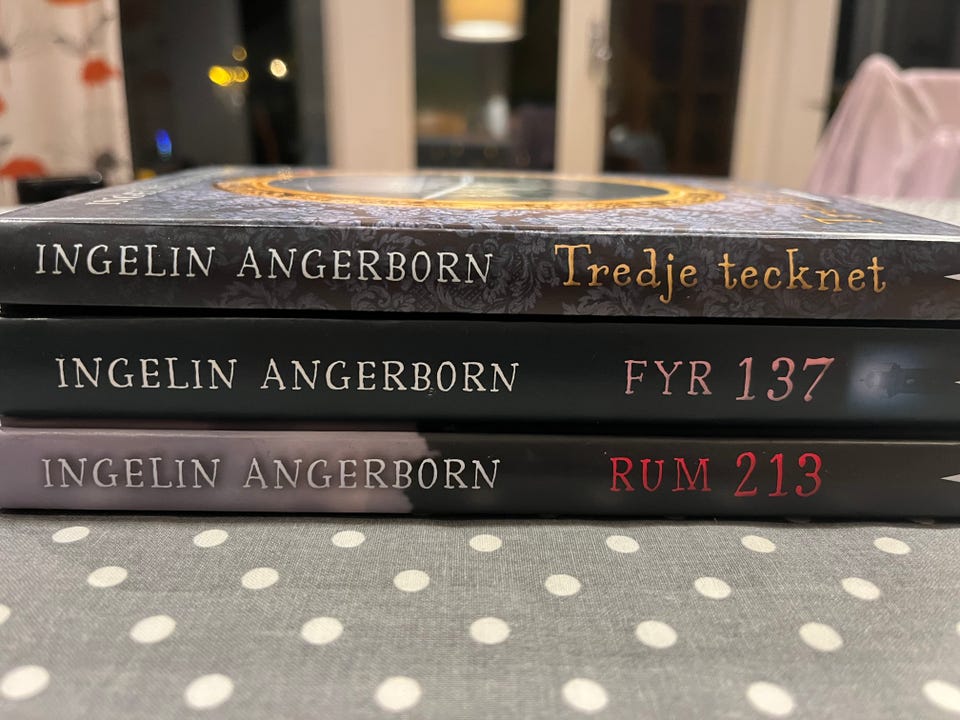 INGELIN ANGERBORN Tredje tecknet
INGELIN ANGERBORN FYR 137
INGELIN ANGERBORN RUM 213